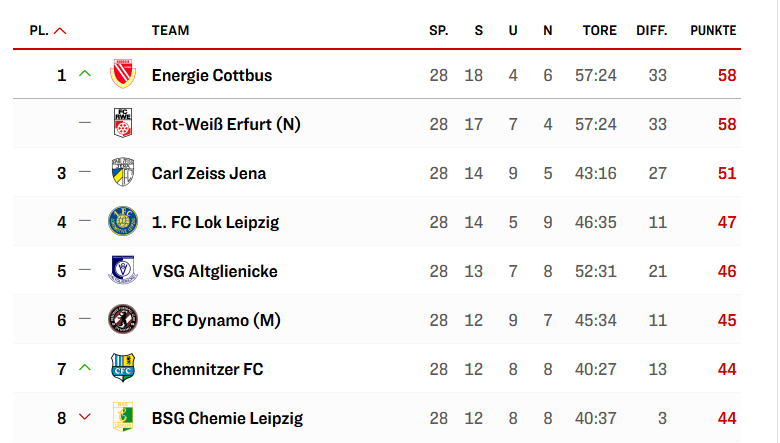 PL. TEAM SP. S U N TORE DIFF. PUNKTE
1 Energie Cottbus 28 18 4 6 57:24 33 58
FC RWE Rot-Weiß Erfurt (N) 28 17 7 4 57:24 33 58
3 Carl Zeiss Jena 28 14 9 5 43:16 27 51
4 1. FC Lok Leipzig 28 14 5 9 46:35 11 47
5 VSG Altglienicke 28 13 7 8 52:31 21 46
6 BFC Dynamo (M) 28 12 9 7 45:34 11 45
7 CFC Chemnitzer FC 28 12 8 8 40:27 13 44
8 BSG Chemie Leipzig 28 12 8 8 40:37 3 44